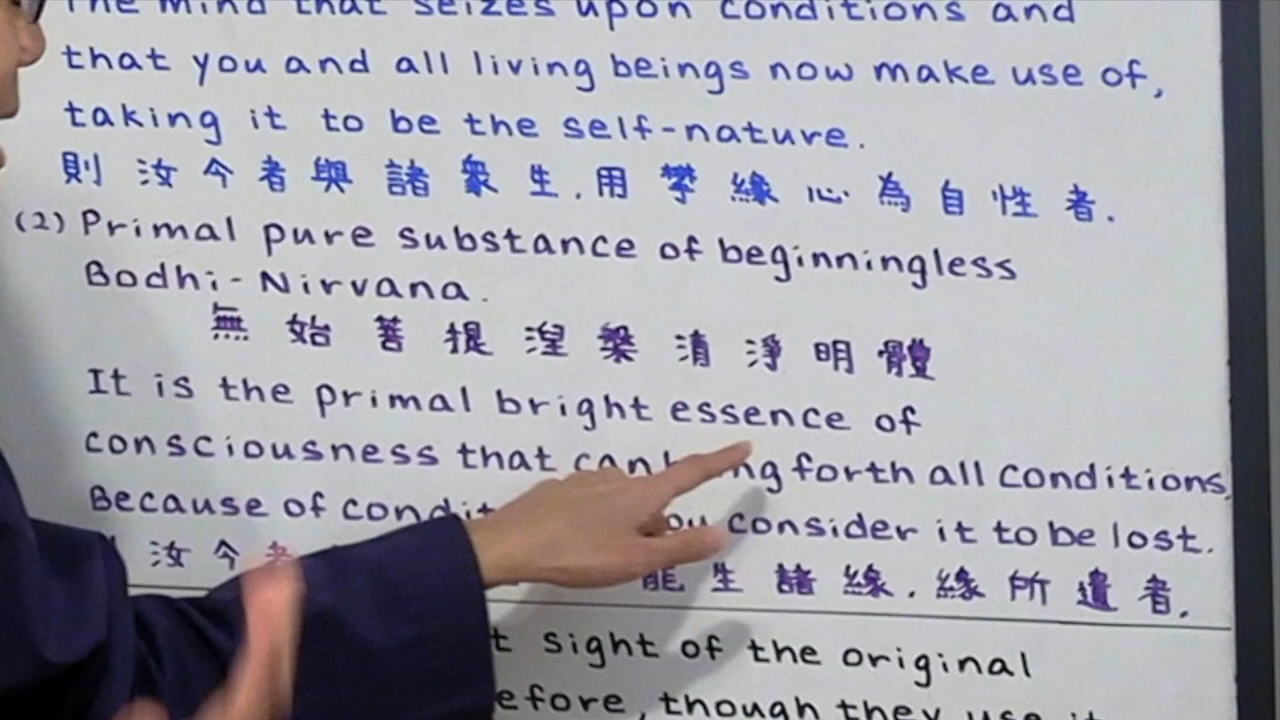 The mind that seizes upon conditions and
that you and all living beings now make use of,
taking it to be the self-nature.
則汝今者與諸眾生.用攀緣心為自性者.
(2) Primal pure substance of beginningless
Bodhi-Nirvana.
無始菩提涅槃清淨明體
It is the primal bright essence of
consciousness that can forth all conditions,
Because of consider it to be lost.
汝今者 能生諸緣.緣所遺者.
sight of the original
though they use it